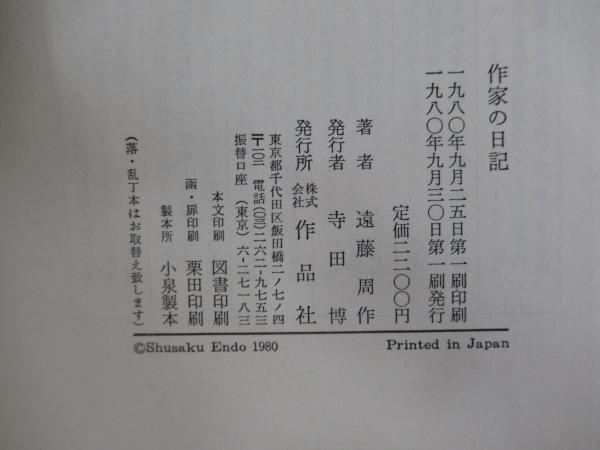 作家の日記
一九八〇年九月二五日第一刷印刷
一九八〇年九月三〇日第一刷発行
定価二二〇〇円
著者 遠藤周作
発行者 寺田博
発行所 株式会社 作品社
東京都千代田区飯田橋二ノ七ノ四
〒一〇二 電話(〇三)二六二-九七五三
振替口座 (東京) 六-二七一八三
本文印刷 図書印刷
函・扉印刷 栗田印刷
製本所 小泉製本
(落・乱丁本はお取替え致します)
©Shusaku Endo 1980 Printed in Japan